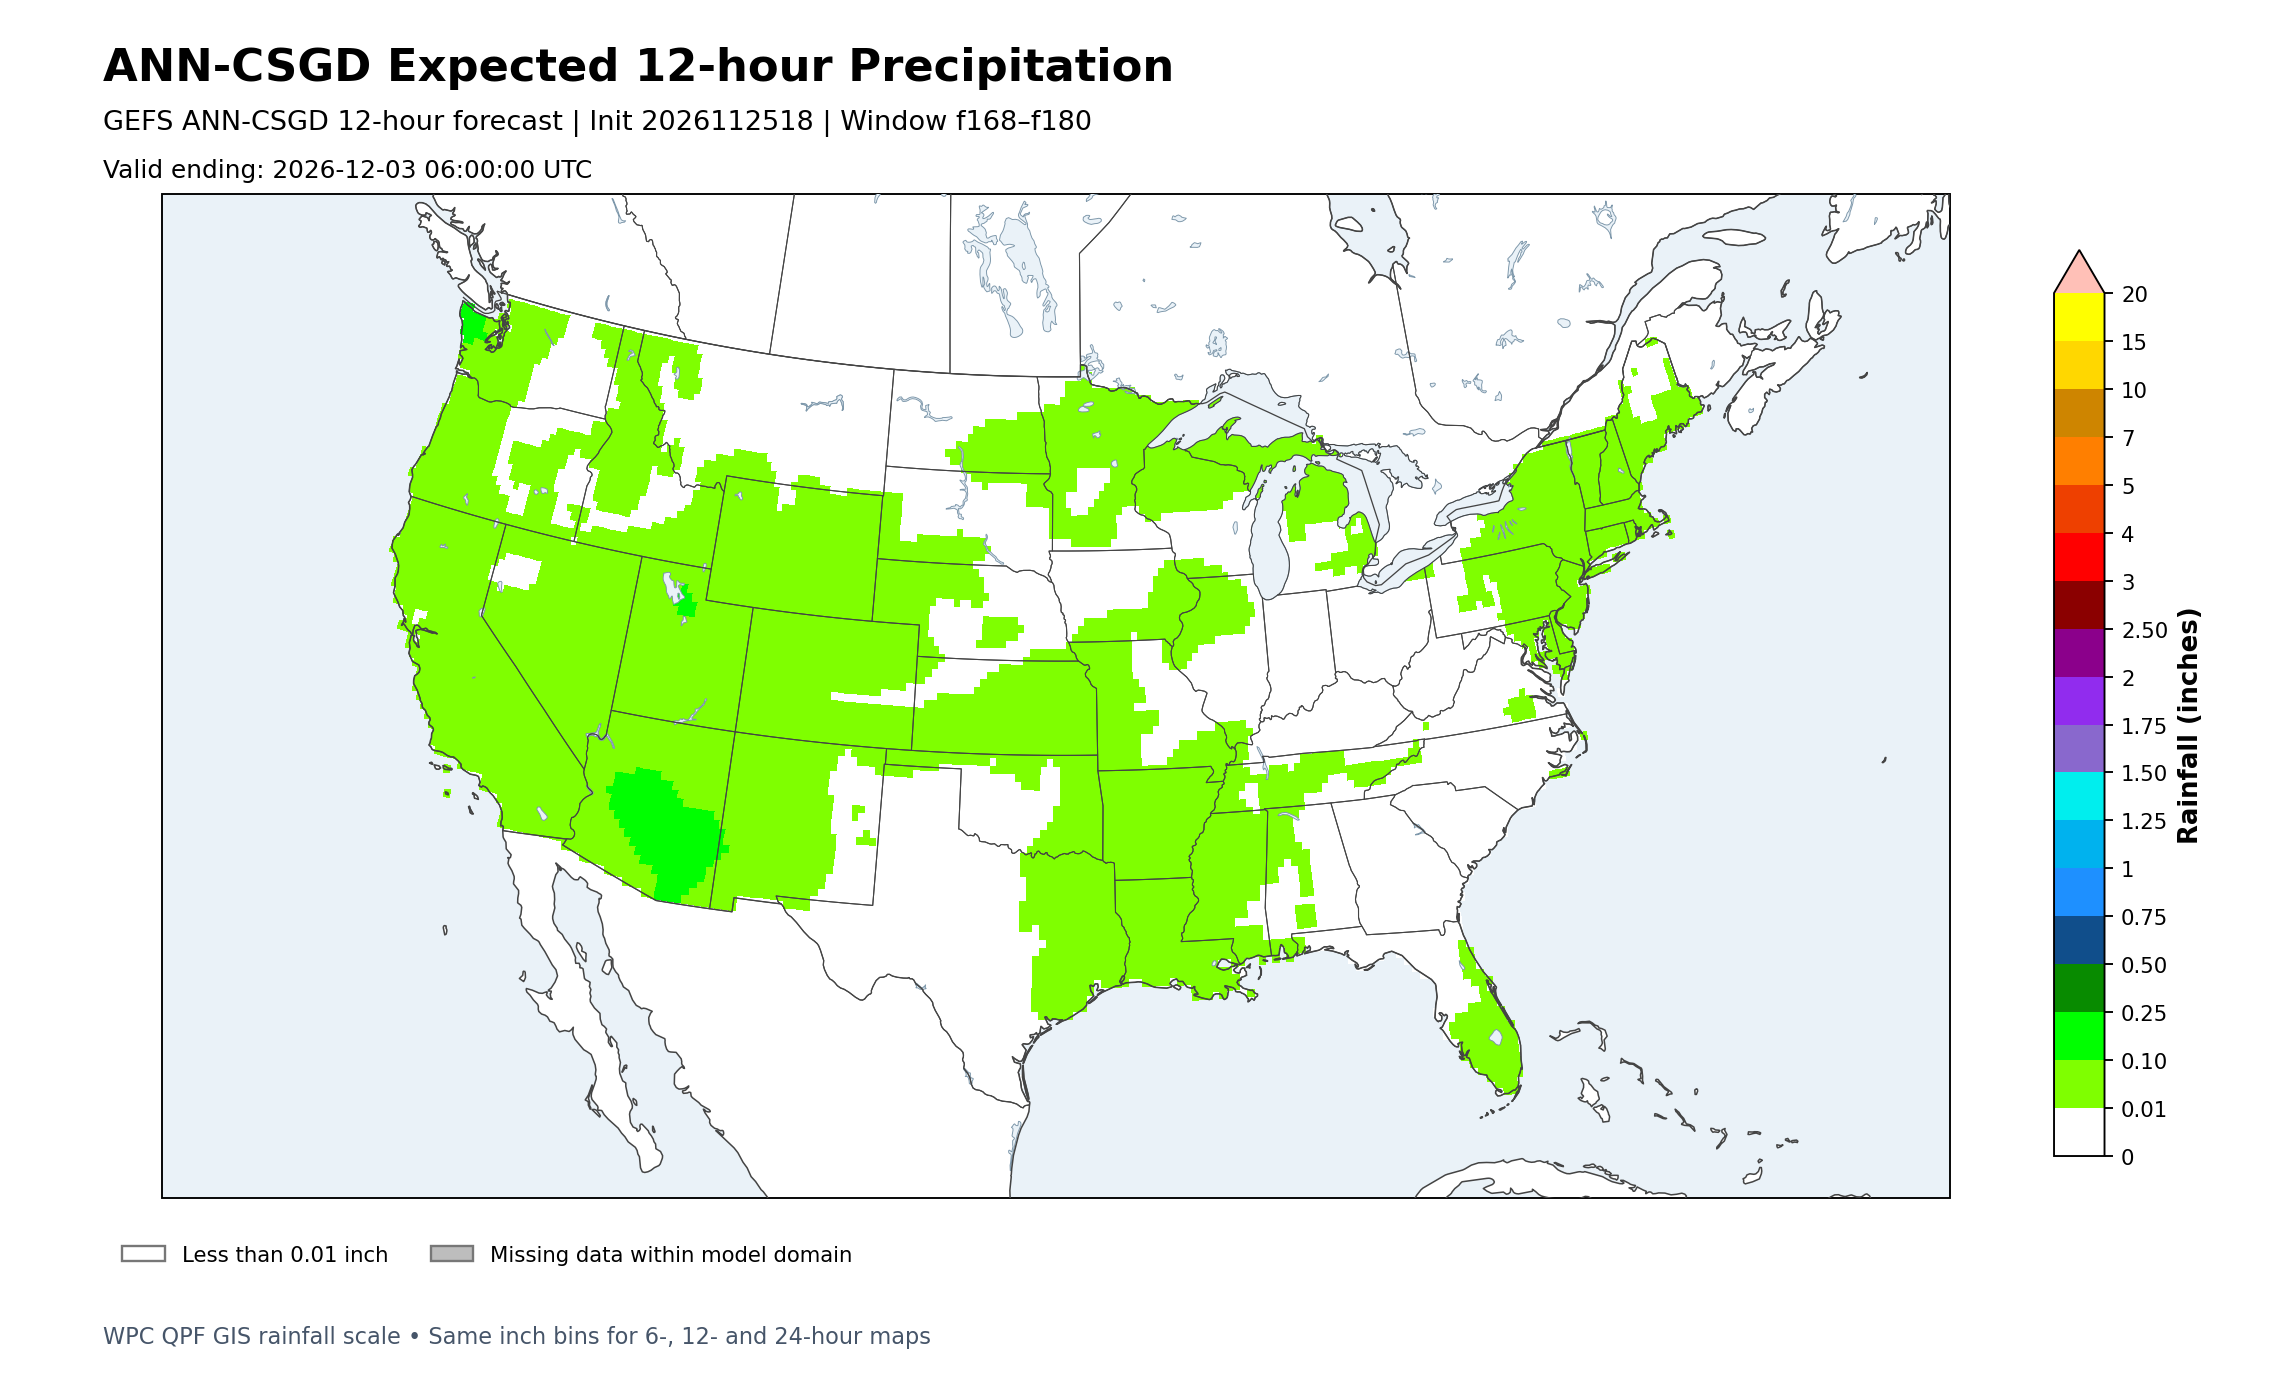 ANN-CSGD Expected 12-hour Precipitation
GEFS ANN-CSGD 12-hour forecast | Init 2026112518 | Window f168–f180
Valid ending: 2026-12-03 06:00:00 UTC
20
15
10
7
5
4
3
2.50
2
1.75
1.50
1.25
1
0.75
0.50
0.25
0.10
0.01
0
Rainfall (inches)
Less than 0.01 inch
Missing data within model domain
WPC QPF GIS rainfall scale • Same inch bins for 6-, 12- and 24-hour maps